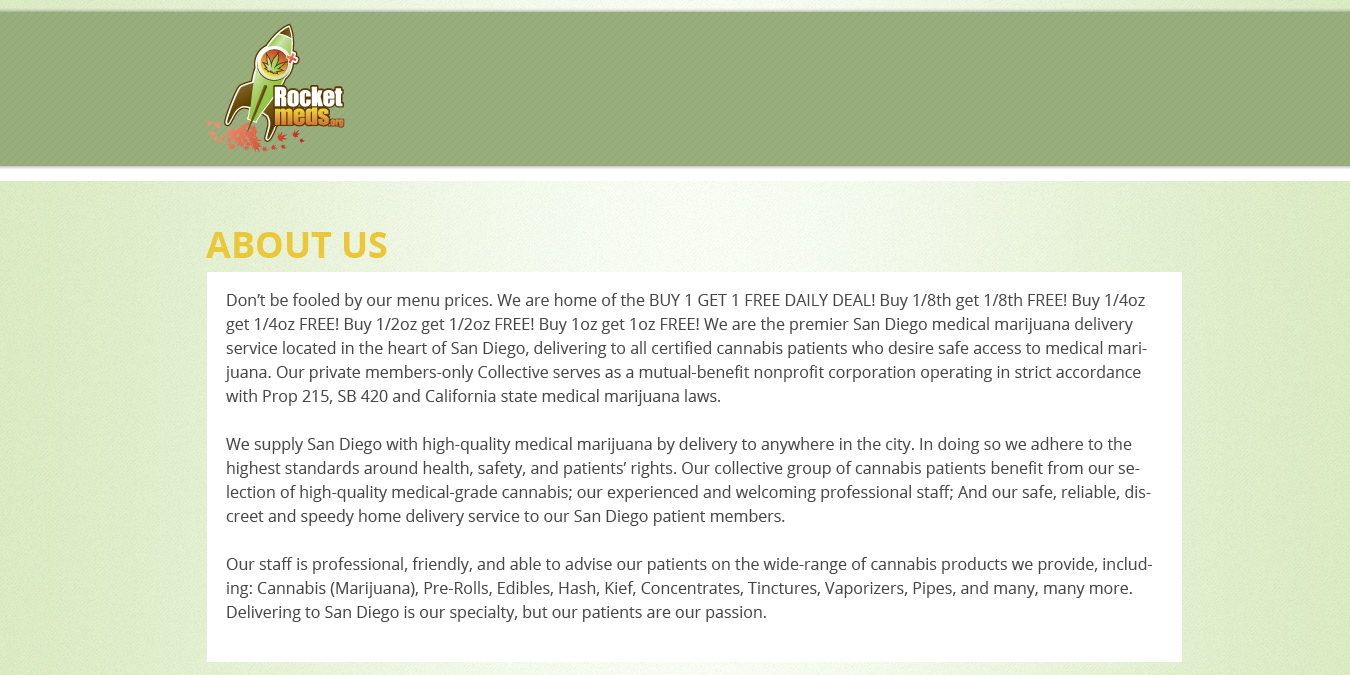 Rocket
meds.org
ABOUT US
Don’t be fooled by our menu prices. We are home of the BUY 1 GET 1 FREE DAILY DEAL! Buy 1/8th get 1/8th FREE! Buy 1/4oz
get 1/4oz FREE! Buy 1/2oz get 1/2oz FREE! Buy 1oz get 1oz FREE! We are the premier San Diego medical marijuana delivery
service located in the heart of San Diego, delivering to all certified cannabis patients who desire safe access to medical mari-
juana. Our private members-only Collective serves as a mutual-benefit nonprofit corporation operating in strict accordance
with Prop 215, SB 420 and California state medical marijuana laws.
We supply San Diego with high-quality medical marijuana by delivery to anywhere in the city. In doing so we adhere to the
highest standards around health, safety, and patients’ rights. Our collective group of cannabis patients benefit from our se-
lection of high-quality medical-grade cannabis; our experienced and welcoming professional staff; And our safe, reliable, dis-
creet and speedy home delivery service to our San Diego patient members.
Our staff is professional, friendly, and able to advise our patients on the wide-range of cannabis products we provide, includ-
ing: Cannabis (Marijuana), Pre-Rolls, Edibles, Hash, Kief, Concentrates, Tinctures, Vaporizers, Pipes, and many, many more.
Delivering to San Diego is our specialty, but our patients are our passion.